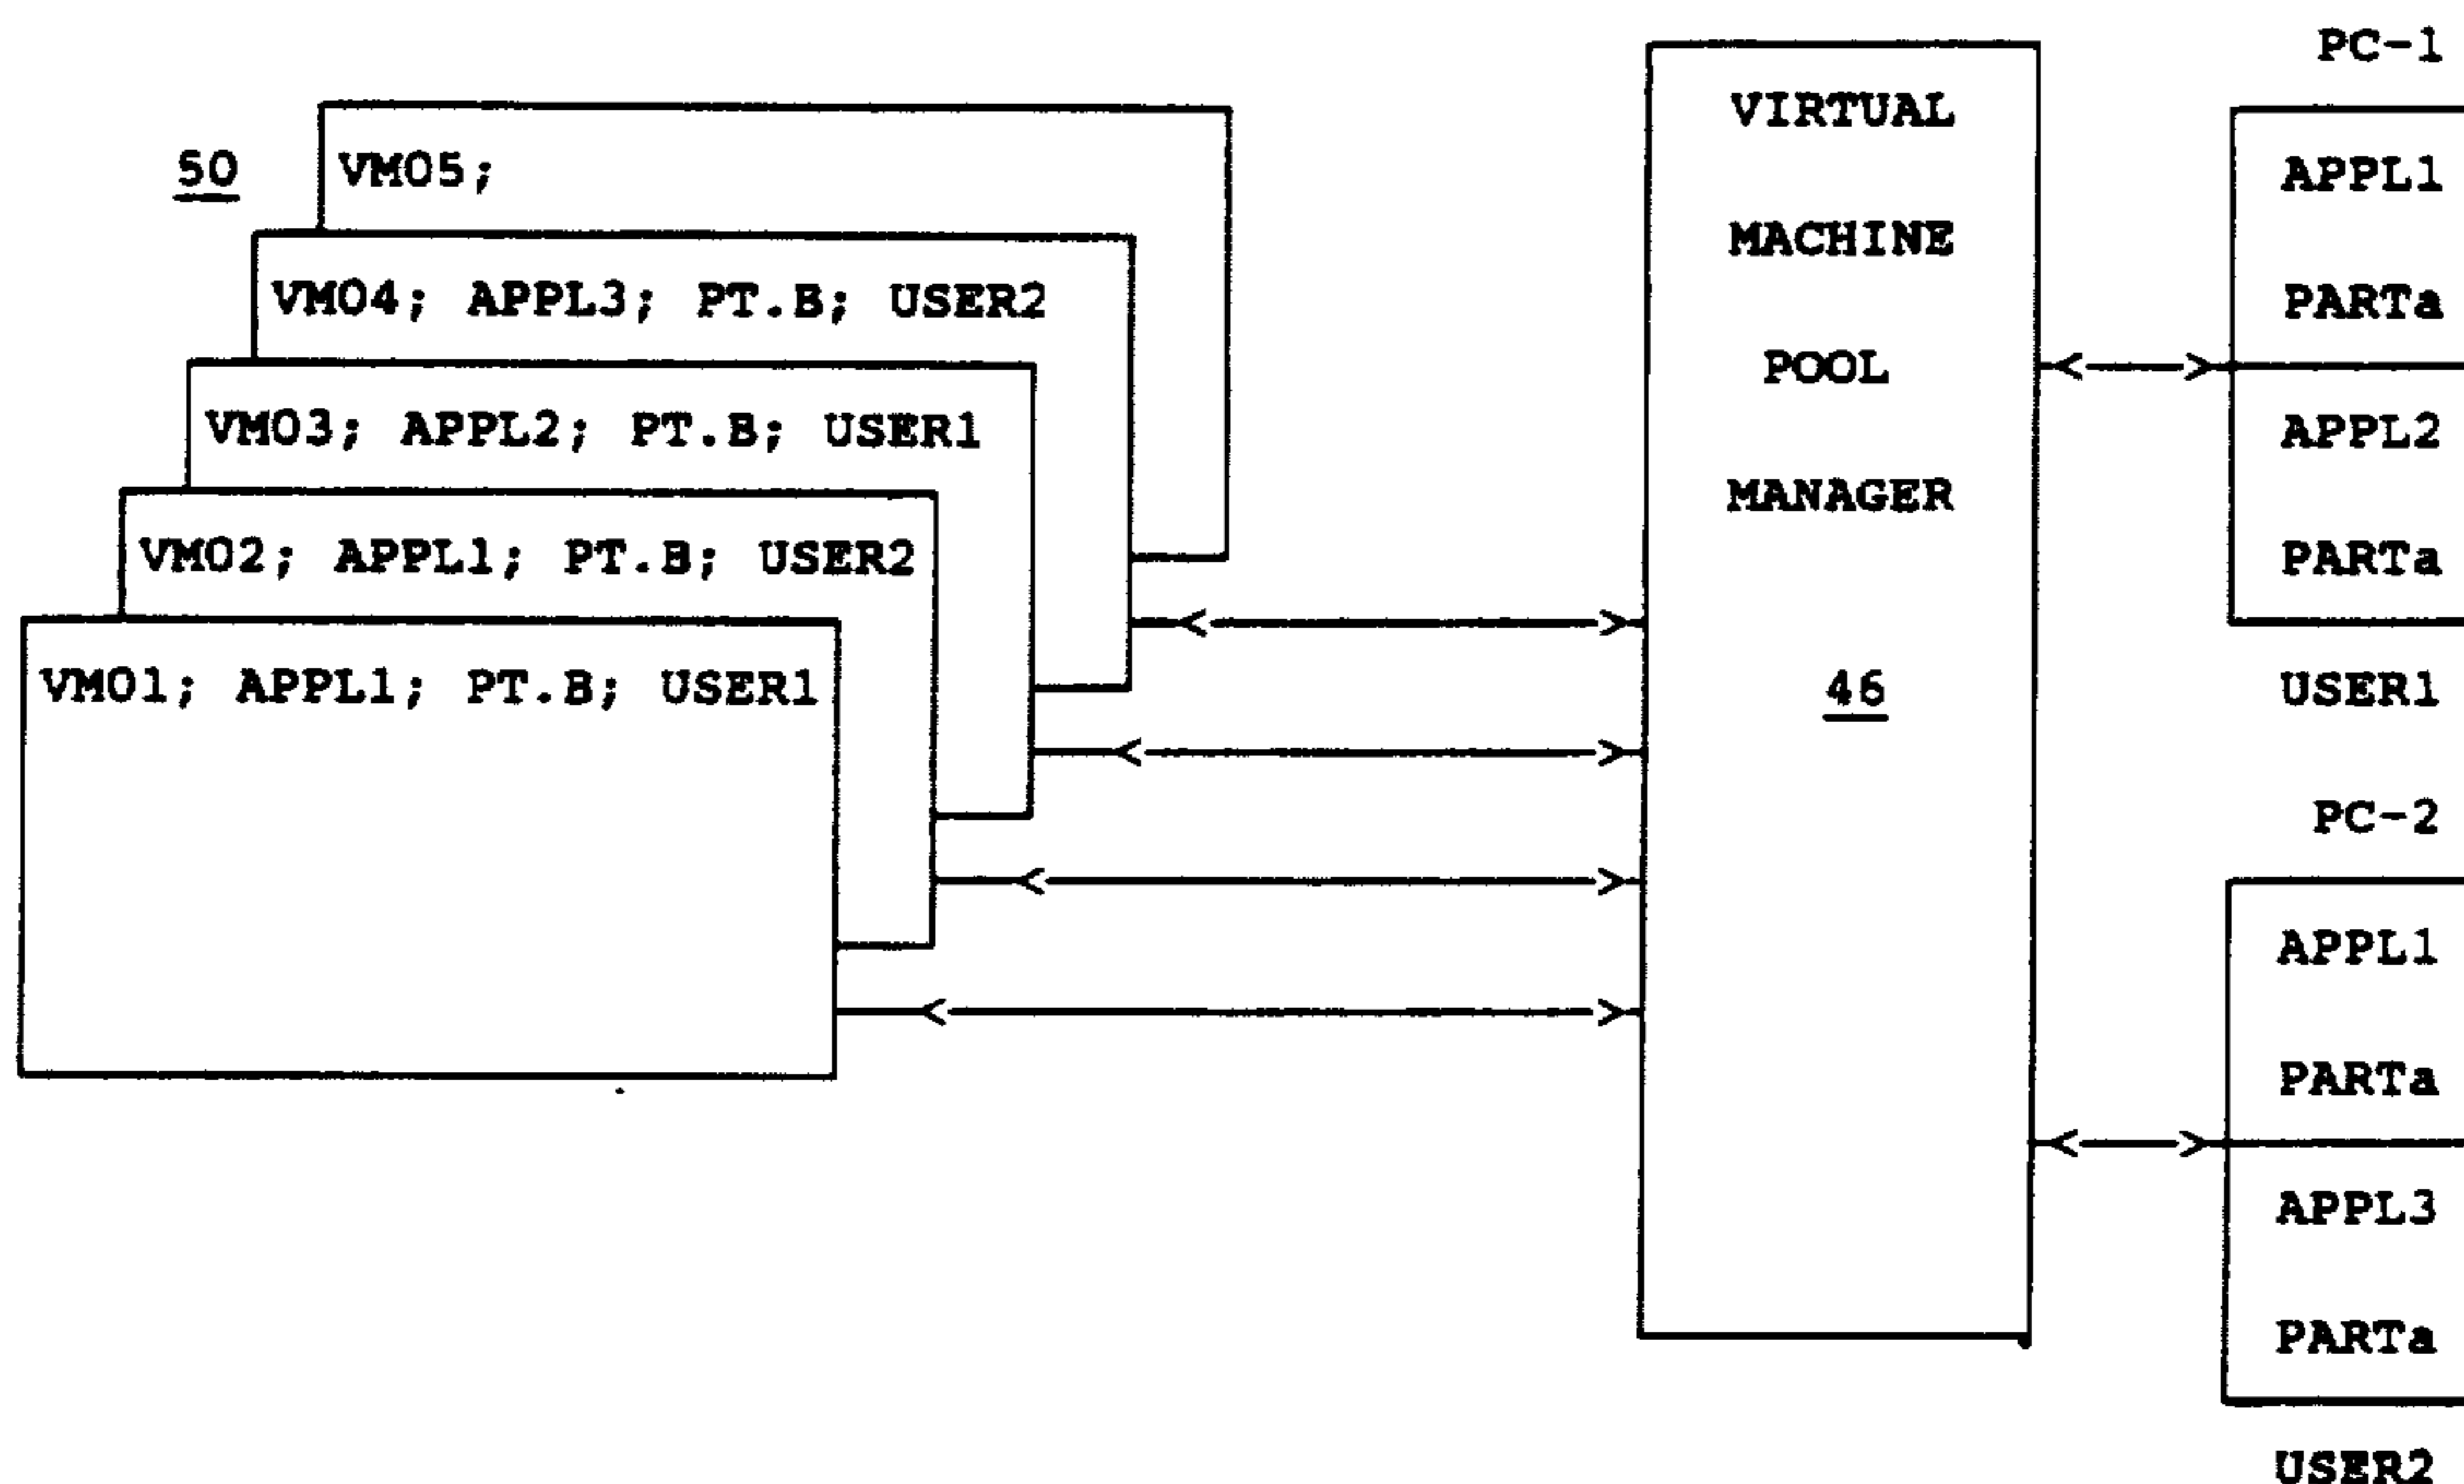 50
VM05;
VM04; APPL3; PT.B; USER2
VM03; APPL2; PT.B; USER1
VM02; APPL1; PT.B; USER2
VM01; APPL1; PT.B; USER1
VIRTUAL
MACHINE
POOL
MANAGER
46
PC-1
APPL1
PARTa
APPL2
PARTa
USER1
PC-2
APPL1
PARTa
APPL3
PARTa
USER2